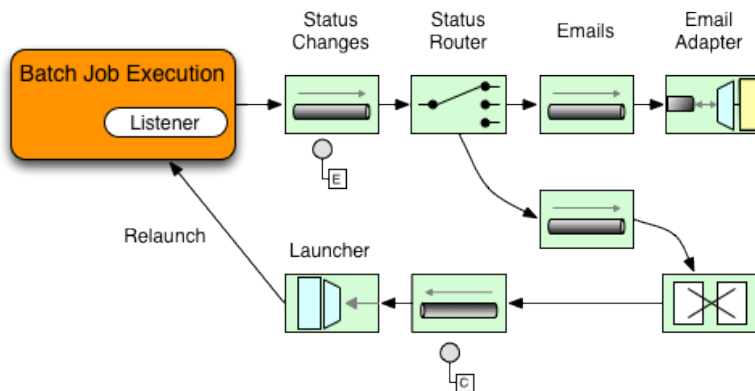 Status
Changes
Status
Router
Emails
Email
Adapter
Batch Job Execution
Listener
E
Relaunch
Launcher
C